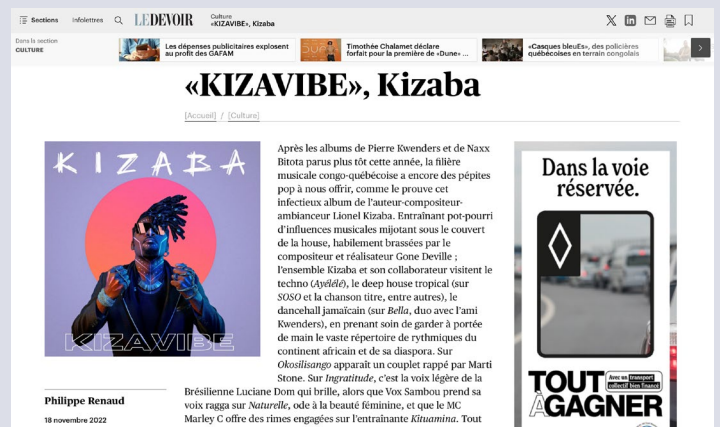 Sections
Infolettres
LE DEVOIR
Culture
«KIZAVIBE», Kizaba
Dans la section
CULTURE
Les dépenses publicitaires explosent
au profit des GAFAM
Timothée Chalamet déclare
forfait pour la première de «Dune» ...
«Casques bleuEs», des policières
québécoises en terrain congolais
«KIZAVIBE», Kizaba
[Accueil] / [Culture]
KIZABA
KIZAVIBE
Philippe Renaud
18 novembre 2022
Après les albums de Pierre Kwenders et de Naxx
Bitota parus plus tôt cette année, la filière
musicale congo-québécoise a encore des pépites
pop à nous offrir, comme le prouve cet
infectieux album de l'auteur-compositeur-
ambianceur Lionel Kizaba. Entraînant pot-pourri
d'influences musicales mijotant sous le couvert
de la house, habilement brassées par le
compositeur et réalisateur Gone Deville ;
l'ensemble Kizaba et son collaborateur visitent le
techno (Ayélélé), le deep house tropical (sur
SOSO et la chanson titre, entre autres), le
dancehall jamaïcain (sur Bella, duo avec l'ami
Kwenders), en prenant soin de garder à portée
de main le vaste répertoire de rythmiques du
continent africain et de sa diaspora. Sur
Okosilisango apparaît un couplet rappé par Marti
Stone. Sur Ingratitude, c'est la voix légère de la
Brésilienne Luciane Dom qui brille, alors que Vox Sambou prend sa
voix ragga sur Naturelle, ode à la beauté féminine, et que le MC
Marley C offre des rimes engagées sur l'entraînante Kituamina. Tout
Dans la voie
réservée.
TOUT
À GAGNER
Avec un transport
collectif bien financé